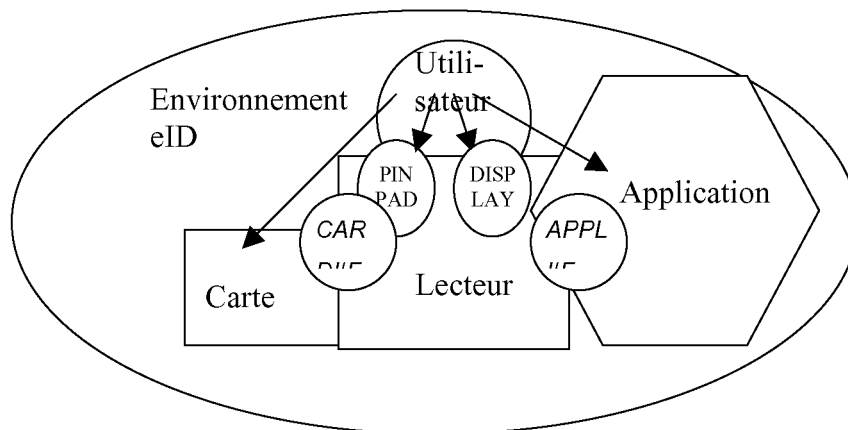 Utili-
sateur
Environnement
eID
PIN
PAD
DISP
LAY
Application
CAR
APPL
Carte
Lecteur